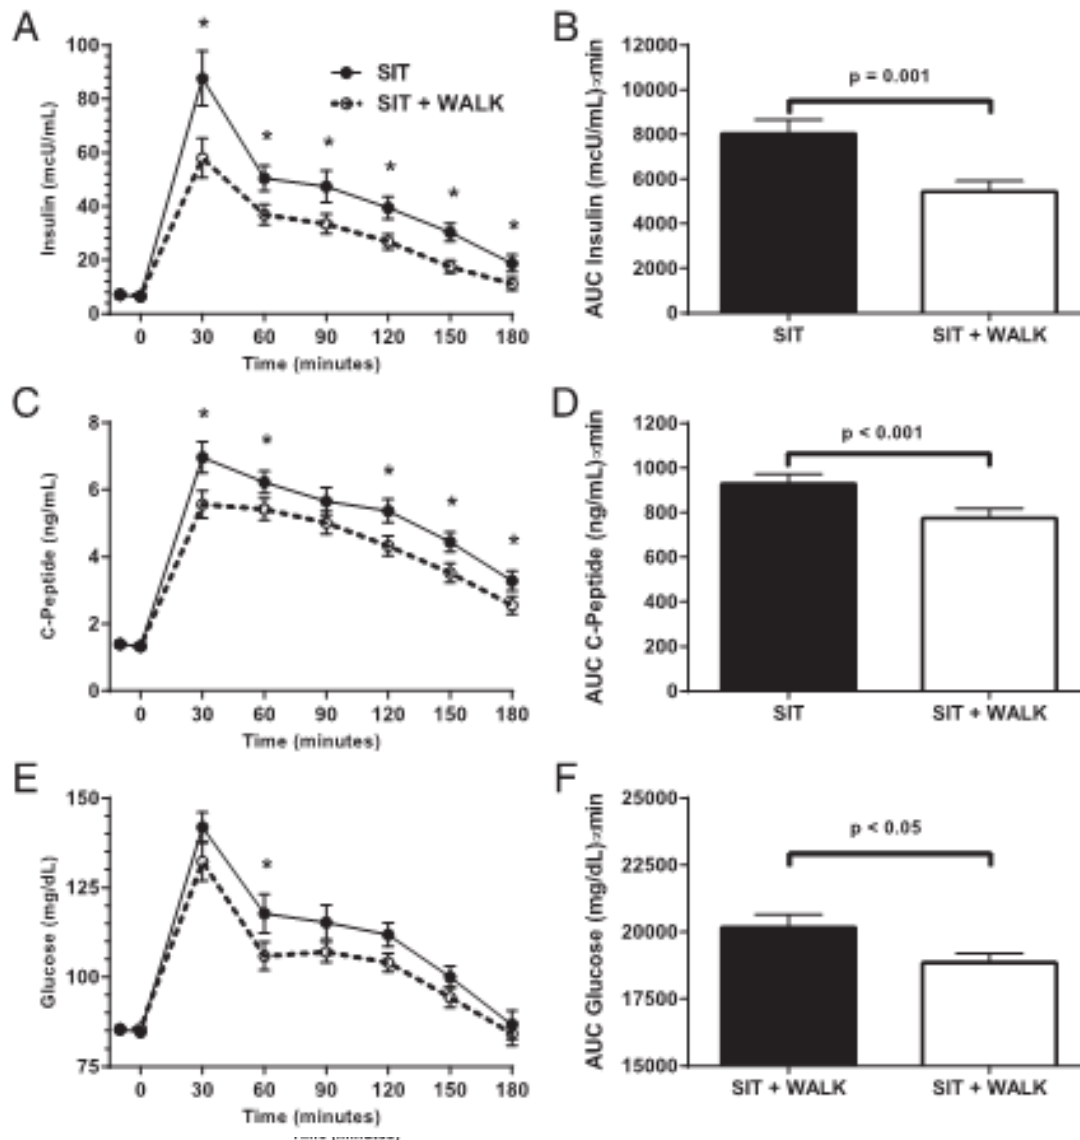 A
Insulin (mcU/mL)
100
80
60
40
20
0
*
*
*
*
*
*
SIT
SIT + WALK
0 30 60 90 120 150 180
Time (minutes)
B
AUC Insulin (mcU/mL)×min
12000
10000
8000
6000
4000
2000
0
p = 0.001
SIT SIT + WALK
C
C-Peptide (ng/mL)
8
6
4
2
0
*
*
*
*
*
0 30 60 90 120 150 180
Time (minutes)
D
AUC C-Peptide (ng/mL)×min
1200
1000
800
600
400
200
0
p < 0.001
SIT SIT + WALK
E
Glucose (mg/dL)
150
125
100
75
*
0 30 60 90 120 150 180
Time (minutes)
F
AUC Glucose (mg/dL)×min
25000
22500
20000
17500
15000
p < 0.05
SIT + WALK SIT + WALK